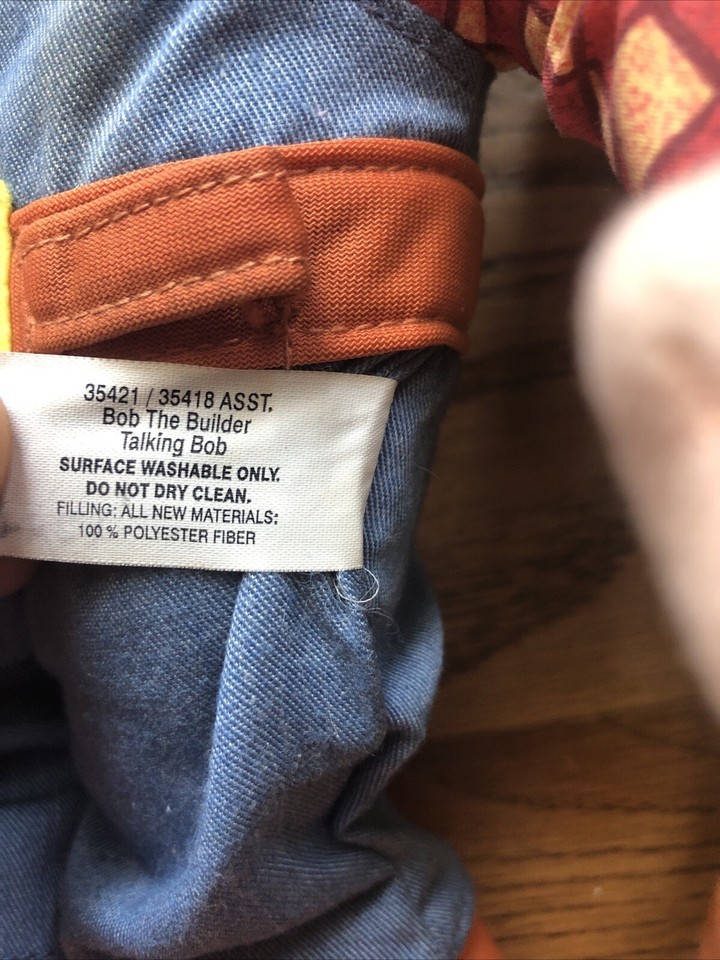 35421 / 35418 ASST.
Bob The Builder
Talking Bob
SURFACE WASHABLE ONLY.
DO NOT DRY CLEAN.
FILLING: ALL NEW MATERIALS:
100 % POLYESTER FIBER